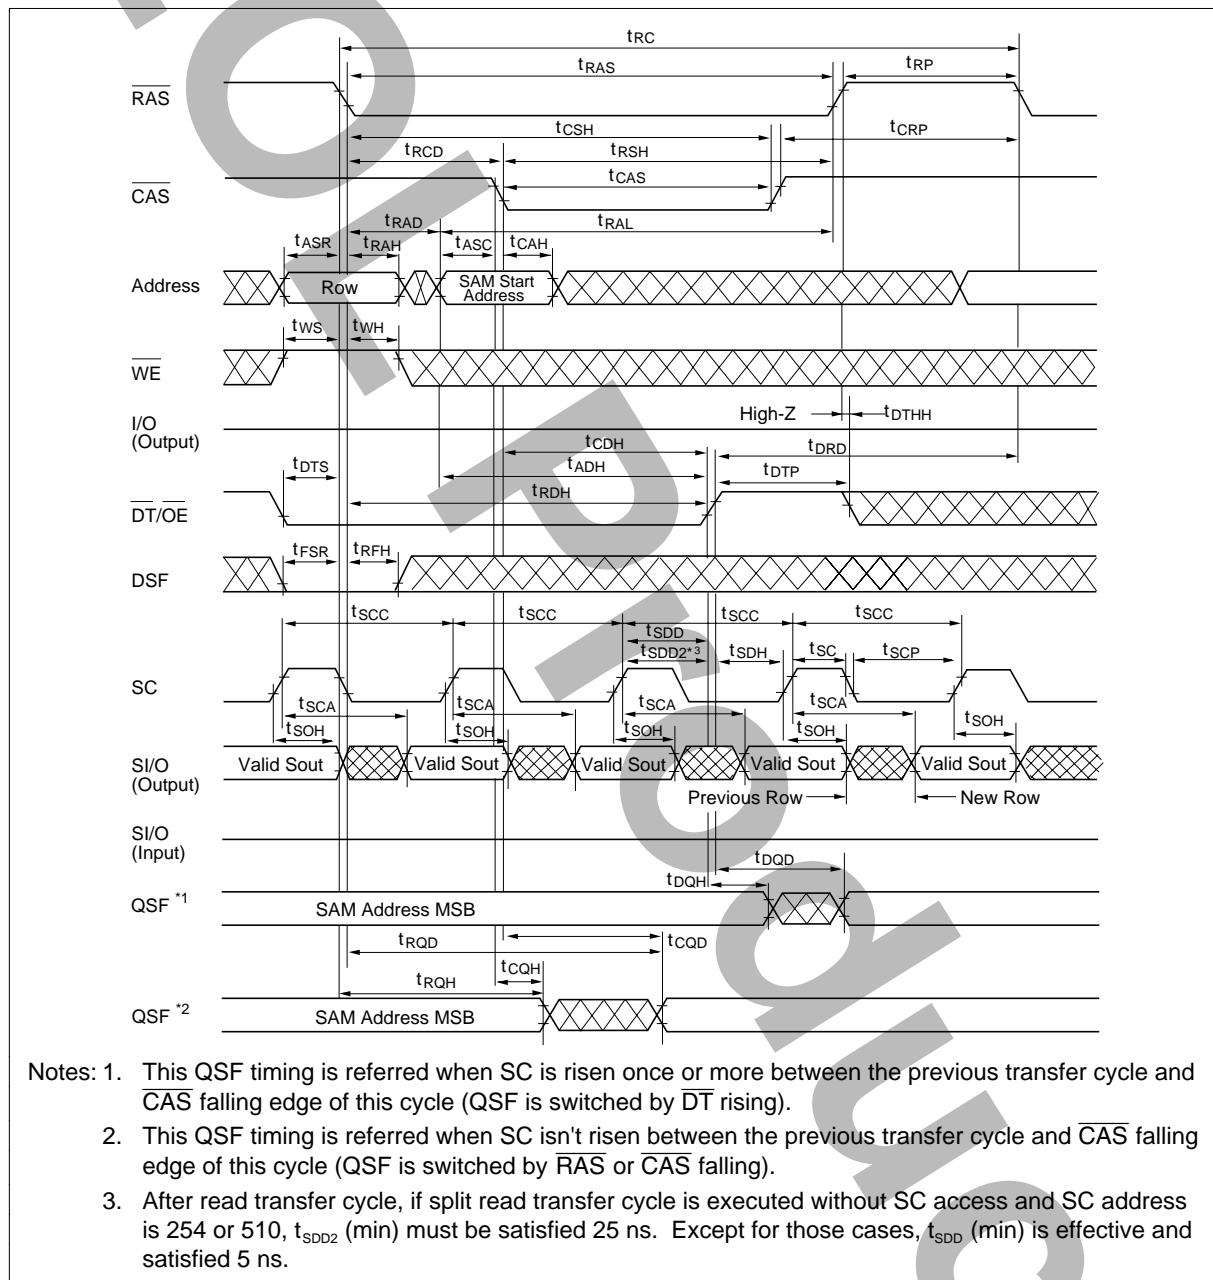 tRC
tRAS tRP
RAS
tCSH tCRP
tRCD tRSH
CAS tCAS
tRAD tRAL
tASR tRAH tASC tCAH
Address Row SAM Start Address
tWS tWH
WE
High-Z tDTHH
I/O (Output)
tCDH tDRD
tDTS tADH tDTP
tRDH
DT/OE
tFSR tRFH
DSF
tSCC tSCC tSCC tSCC
tSDD
tSDD2*3 tSDH tSC tSCP
SC
tSCA tSCA tSCA tSCA
tSOH tSOH tSOH tSOH tSOH
SI/O (Output) Valid Sout Valid Sout Valid Sout Valid Sout Valid Sout
Previous Row New Row
SI/O (Input)
tDQD
tDQH
QSF *1 SAM Address MSB
tRQD tCQD
tCQH
tRQH
QSF *2 SAM Address MSB
Notes: 1. This QSF timing is referred when SC is risen once or more between the previous transfer cycle and
CAS falling edge of this cycle (QSF is switched by DT rising).
2. This QSF timing is referred when SC isn't risen between the previous transfer cycle and CAS falling
edge of this cycle (QSF is switched by RAS or CAS falling).
3. After read transfer cycle, if split read transfer cycle is executed without SC access and SC address
is 254 or 510, tSDD2 (min) must be satisfied 25 ns. Except for those cases, tSDD (min) is effective and
satisfied 5 ns.
OL Produc